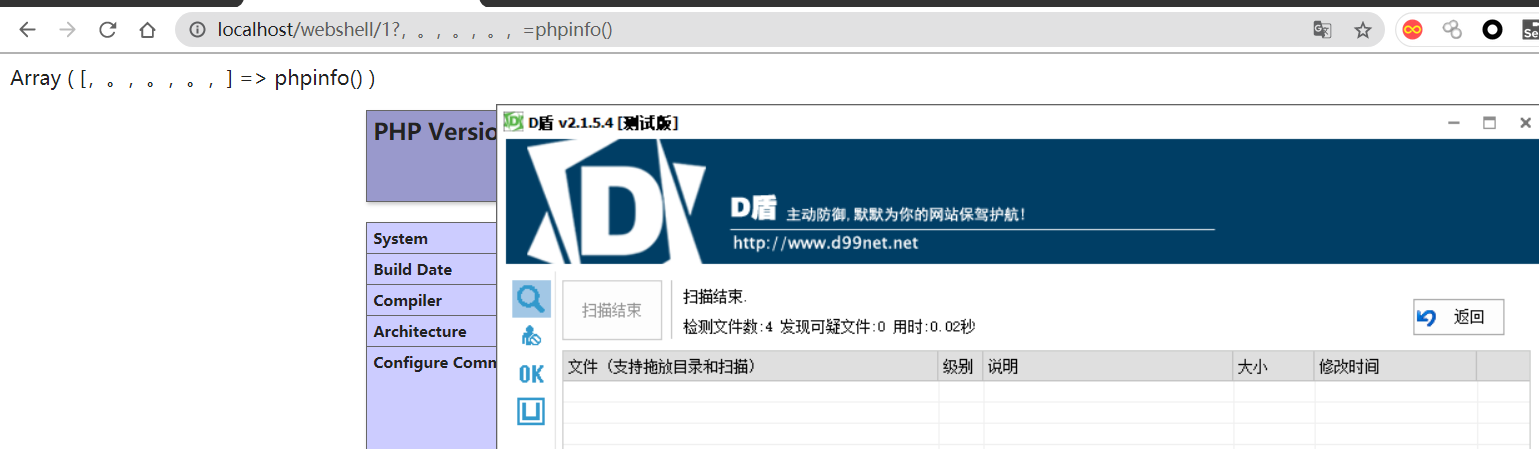 localhost/webshell/1?，。，。，。，=phpinfo()
Array ( [，。，。，。，] => phpinfo() )
PHP Versio
D盾 v2.1.5.4 [测试版]
D盾 主动防御,默默为你的网站保驾护航!
http://www.d99net.net
System
Build Date
Compiler
Architecture
Configure Comm
扫描结束
扫描结束.
检测文件数:4 发现可疑文件:0 用时:0.02秒
返回
OK
文件（支持拖放目录和扫描） 级别 说明 大小 修改时间
Se